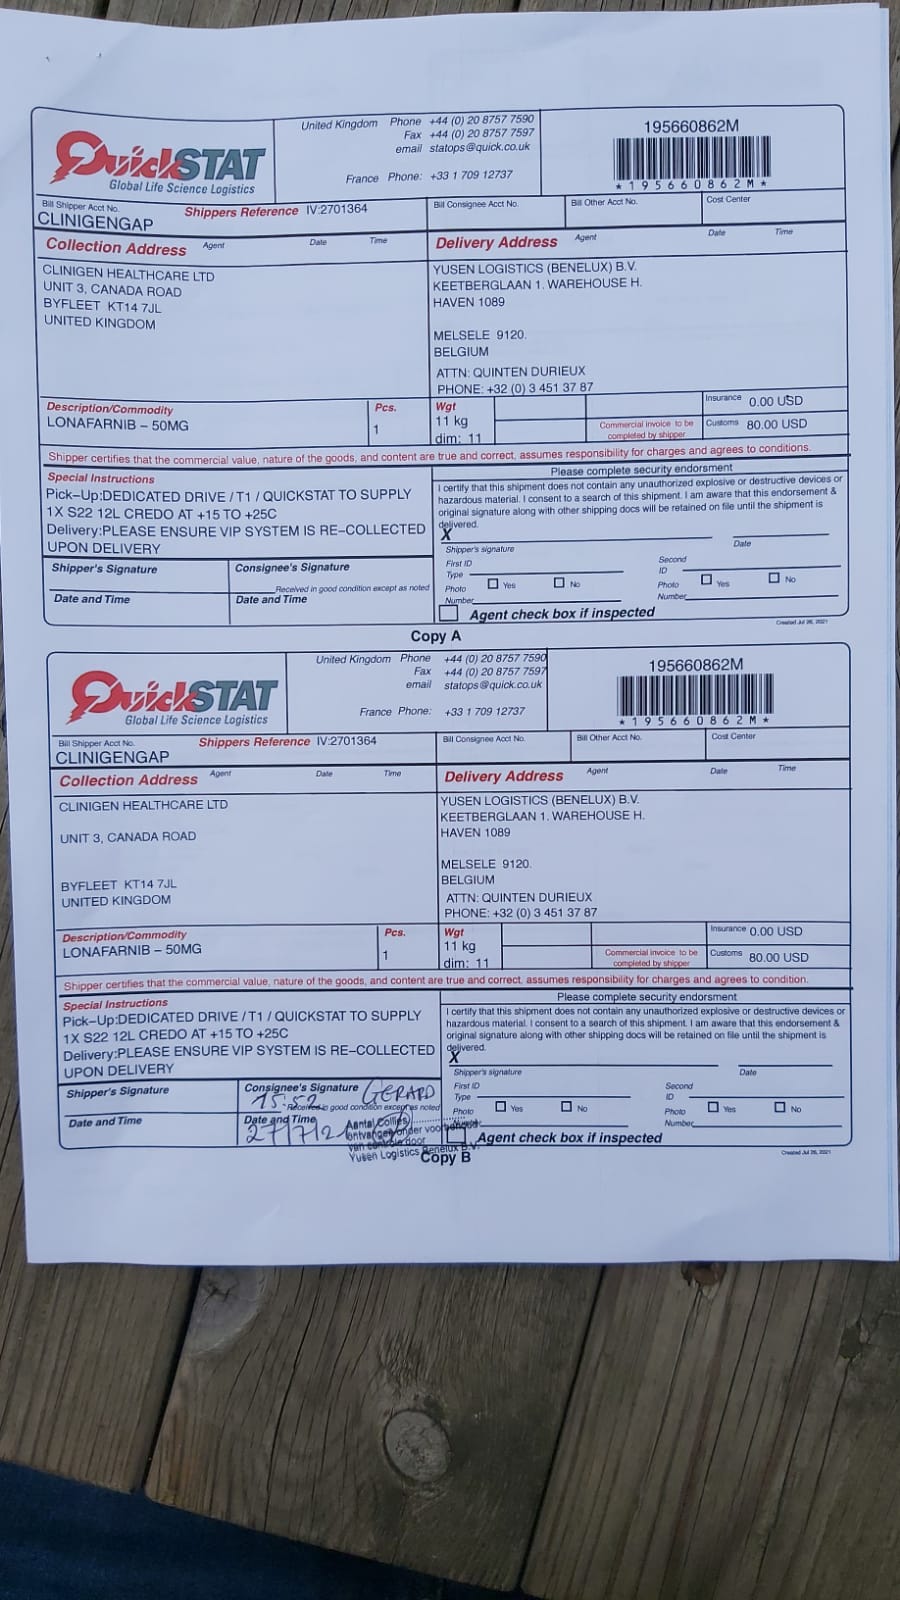 QuickSTAT
Global Life Science Logistics
United Kingdom Phone +44 (0) 20 8757 7590
Fax +44 (0) 20 8757 7597
email statops@quick.co.uk
France Phone: +33 1 709 12737
195660862M
*195660862M*
Bill Shipper Acct No.
CLINIGENGAP
Shippers Reference IV:2701364
Bill Consignee Acct No.
Bill Other Acct No.
Cost Center
Collection Address Agent Date Time
Delivery Address Agent Date Time
CLINIGEN HEALTHCARE LTD
UNIT 3, CANADA ROAD
BYFLEET KT14 7JL
UNITED KINGDOM
YUSEN LOGISTICS (BENELUX) B.V.
KEETBERGLAAN 1. WAREHOUSE H.
HAVEN 1089
MELSELE 9120.
BELGIUM
ATTN: QUINTEN DURIEUX
PHONE: +32 (0) 3 451 37 87
Description/Commodity
LONAFARNIB – 50MG
Pcs.
1
Wgt
11 kg
dim: 11
Commercial invoice to be
completed by shipper
Insurance 0.00 USD
Customs 80.00 USD
Shipper certifies that the commercial value, nature of the goods, and content are true and correct, assumes responsibility for charges and agrees to conditions.
Special Instructions
Pick–Up:DEDICATED DRIVE / T1 / QUICKSTAT TO SUPPLY
1X S22 12L CREDO AT +15 TO +25C
Delivery:PLEASE ENSURE VIP SYSTEM IS RE–COLLECTED
UPON DELIVERY
Please complete security endorsment
I certify that this shipment does not contain any unauthorized explosive or destructive devices or
hazardous material. I consent to a search of this shipment. I am aware that this endorsement &
original signature along with other shipping docs will be retained on file until the shipment is
delivered.
X
Shipper's signature
Date
First ID
Type
Photo Yes No
Number
Second
ID
Photo Yes No
Number
Shipper's Signature
Consignee's Signature
Received in good condition except as noted
Date and Time
Date and Time
Agent check box if inspected
Created Jul 26, 2021
Copy A
QuickSTAT
Global Life Science Logistics
United Kingdom Phone +44 (0) 20 8757 7590
Fax +44 (0) 20 8757 7597
email statops@quick.co.uk
France Phone: +33 1 709 12737
195660862M
*195660862M*
Bill Shipper Acct No.
CLINIGENGAP
Shippers Reference IV:2701364
Bill Consignee Acct No.
Bill Other Acct No.
Cost Center
Collection Address Agent Date Time
Delivery Address Agent Date Time
CLINIGEN HEALTHCARE LTD
UNIT 3, CANADA ROAD
BYFLEET KT14 7JL
UNITED KINGDOM
YUSEN LOGISTICS (BENELUX) B.V.
KEETBERGLAAN 1. WAREHOUSE H.
HAVEN 1089
MELSELE 9120.
BELGIUM
ATTN: QUINTEN DURIEUX
PHONE: +32 (0) 3 451 37 87
Description/Commodity
LONAFARNIB – 50MG
Pcs.
1
Wgt
11 kg
dim: 11
Commercial invoice to be
completed by shipper
Insurance 0.00 USD
Customs 80.00 USD
Shipper certifies that the commercial value, nature of the goods, and content are true and correct, assumes responsibility for charges and agrees to condition.
Special Instructions
Pick–Up:DEDICATED DRIVE / T1 / QUICKSTAT TO SUPPLY
1X S22 12L CREDO AT +15 TO +25C
Delivery:PLEASE ENSURE VIP SYSTEM IS RE–COLLECTED
UPON DELIVERY
Please complete security endorsment
I certify that this shipment does not contain any unauthorized explosive or destructive devices or
hazardous material. I consent to a search of this shipment. I am aware that this endorsement &
original signature along with other shipping docs will be retained on file until the shipment is
delivered.
X
Shipper's signature
Date
First ID
Type
Photo Yes No
Second
ID
Photo Yes No
Number
Shipper's Signature
Consignee's Signature GERARD
15:52
Received in good condition except as noted
Date and Time
Date and Time
27/7/21
Aantal Colli
ontvangen onder voorbehoud
van controle door
Yusen Logistics Benelux B.V.
Agent check box if inspected
Copy B
Created Jul 26, 2021